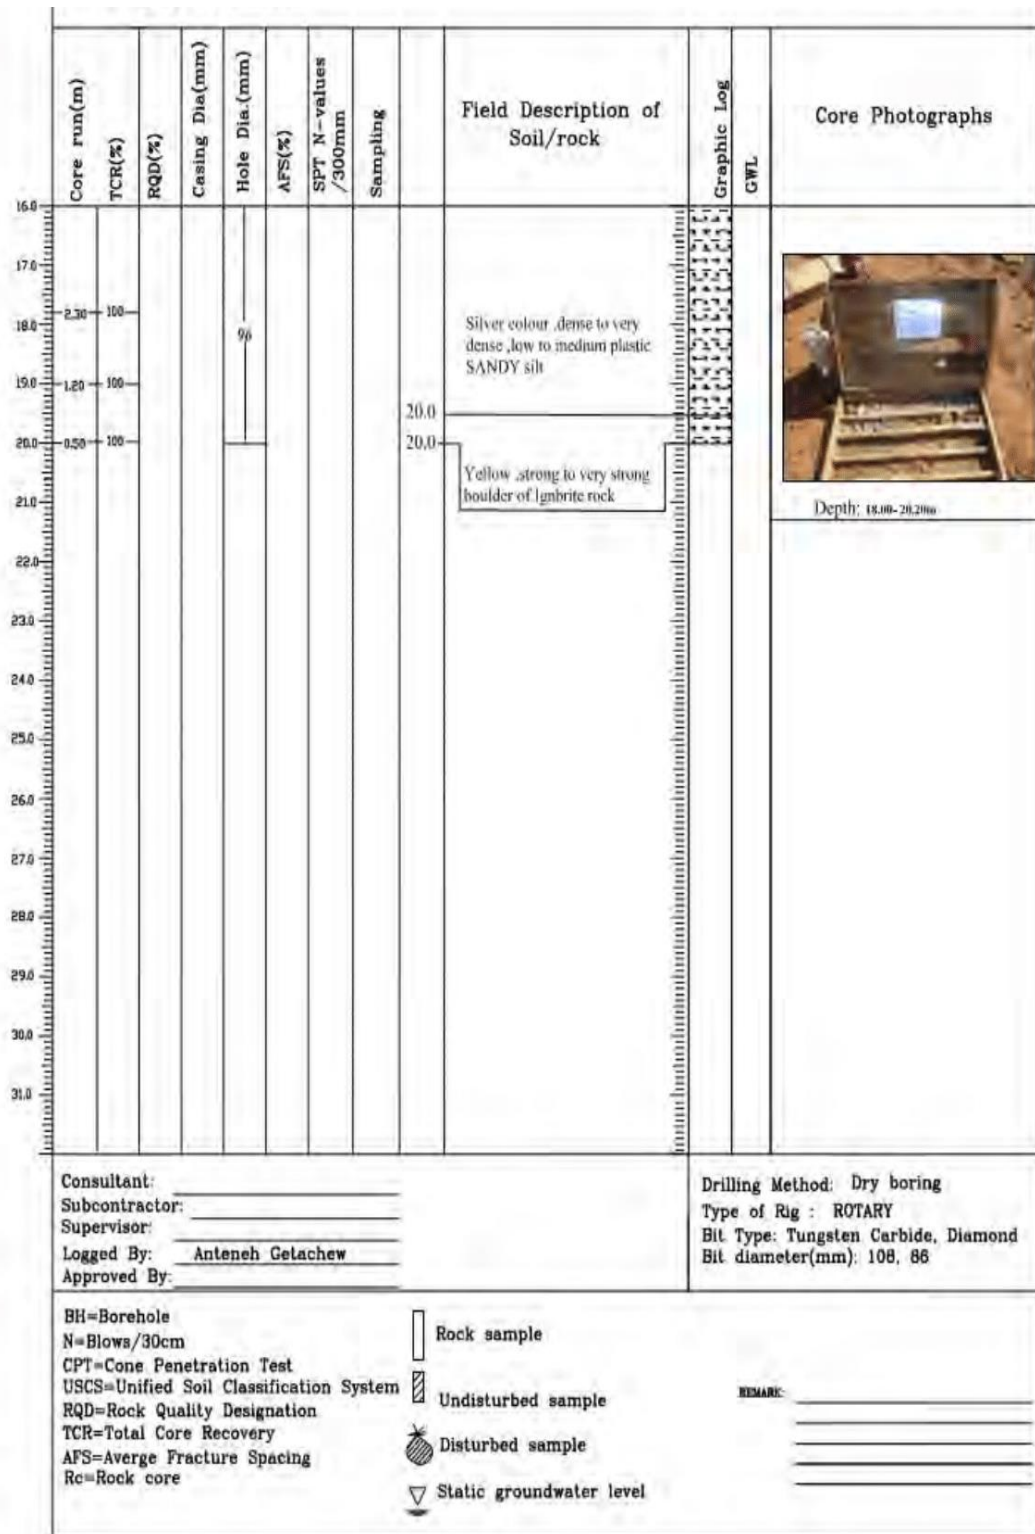 Core run(m)
TCR(%)
RQD(%)
Casing Dia(mm)
Hole Dia.(mm)
AFS(%)
SPT N-values
/300mm
Sampling
Field Description of
Soil/rock
Graphic Log
GWL
Core Photographs
16.0
17.0
2.30 100
18.0
96
Silver colour ,dense to very
dense ,low to medium plastic
SANDY silt
19.0 1.20 100
20.0
20.0 0.50 100 20.0
Yellow ,strong to very strong
boulder of Ignbrite rock
21.0
Depth: 18.00-20.20m
22.0
23.0
24.0
25.0
26.0
27.0
28.0
29.0
30.0
31.0
Consultant:
Subcontractor:
Supervisor:
Logged By: Anteneh Getachew
Approved By:
Drilling Method: Dry boring
Type of Rig : ROTARY
Bit Type: Tungsten Carbide, Diamond
Bit diameter(mm): 108, 86
BH=Borehole
N=Blows/30cm
CPT=Cone Penetration Test
USCS=Unified Soil Classification System
RQD=Rock Quality Designation
TCR=Total Core Recovery
AFS=Averge Fracture Spacing
Rc=Rock core
Rock sample
Undisturbed sample
Disturbed sample
Static groundwater level
REMARK: